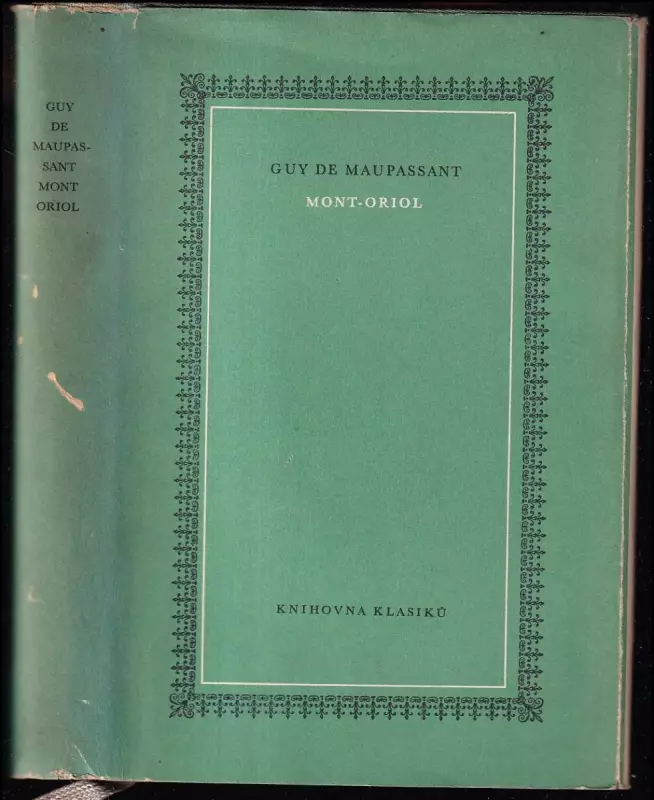 GUY
DE
MAUPAS-
SANT
MONT
ORIOL
GUY DE MAUPASSANT
MONT-ORIOL
KNIHOVNA KLASIKŮ